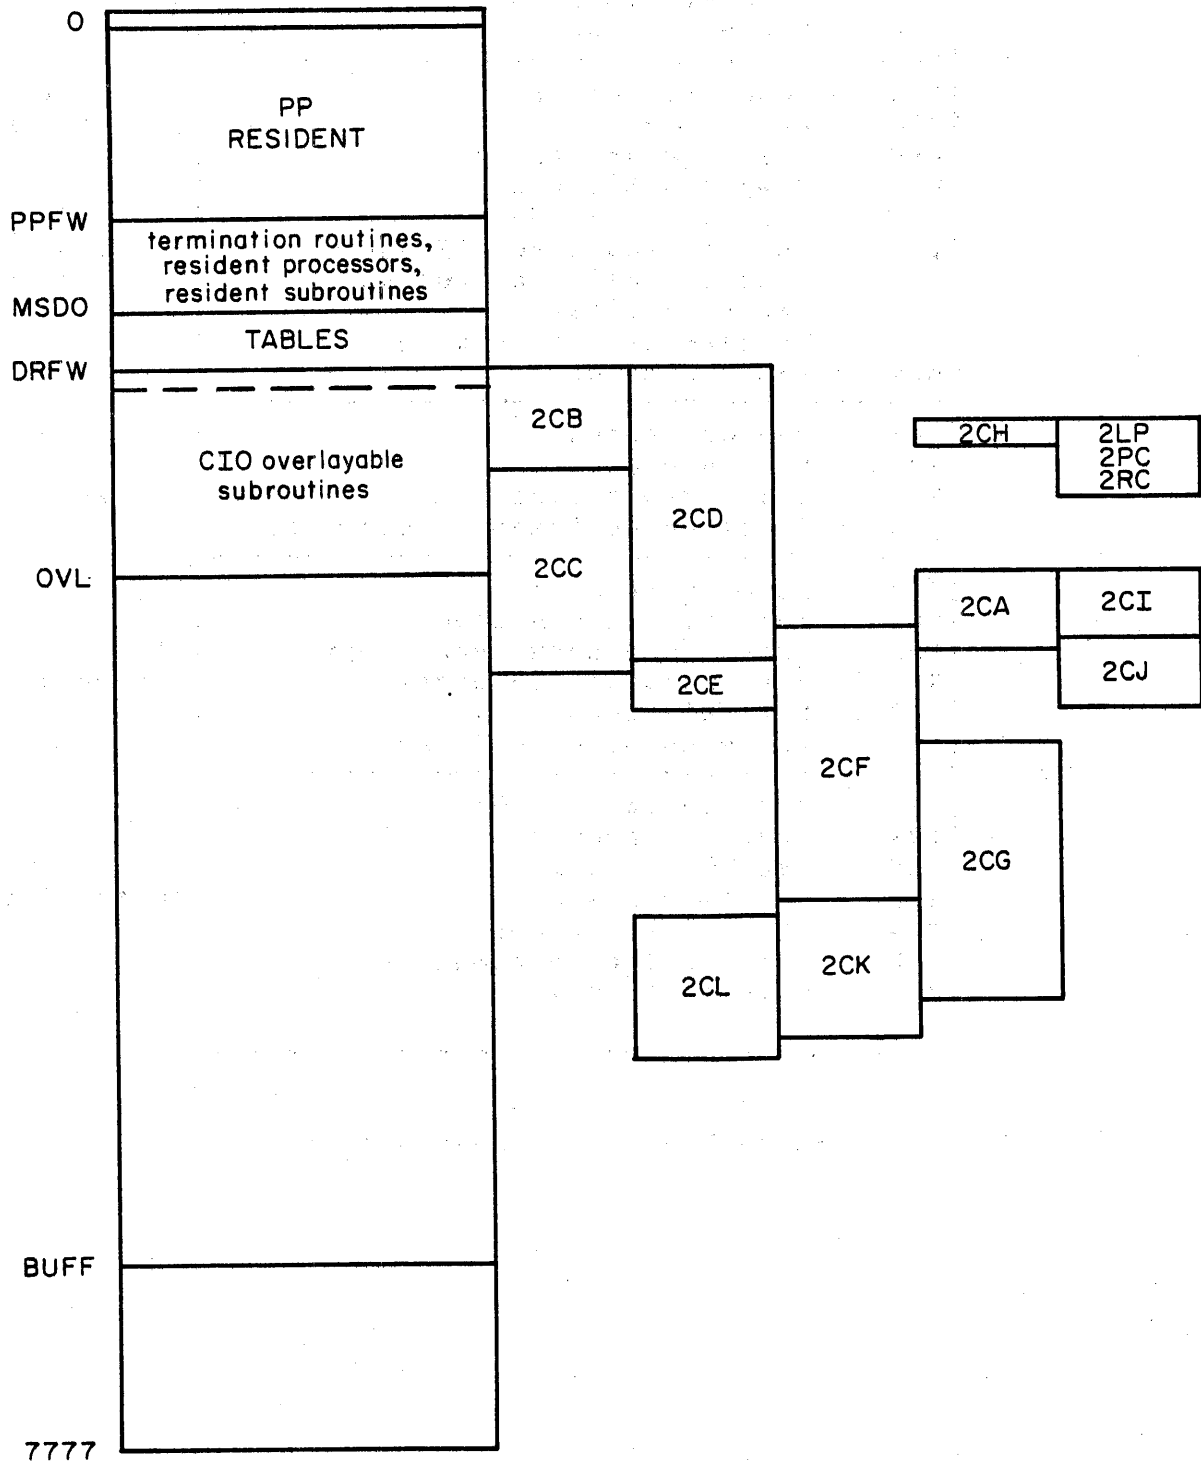 0
PP
RESIDENT
PPFW
termination routines,
resident processors,
resident subroutines
MSDO
TABLES
DRFW
2CB
2CH
2LP
2PC
2RC
CIO overlayable
subroutines
2CD
2CC
OVL
2CA
2CI
2CE
2CJ
2CF
2CG
2CL
2CK
BUFF
7777